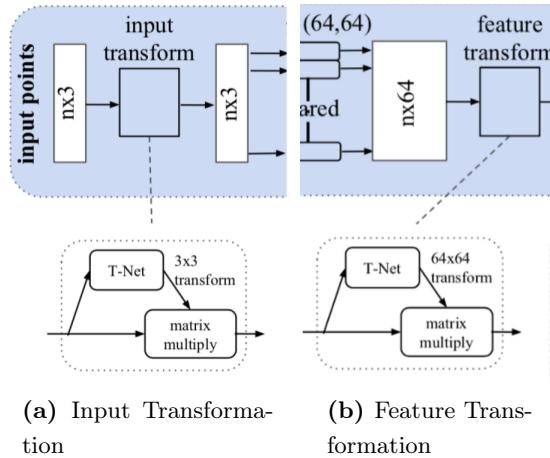 input
transform
input points
nx3
nx3
T-Net
3x3
transform
matrix
multiply
(a) Input Transforma-
tion
(64,64)
feature
transform
ared
nx64
T-Net
64x64
transform
matrix
multiply
(b) Feature Trans-
formation